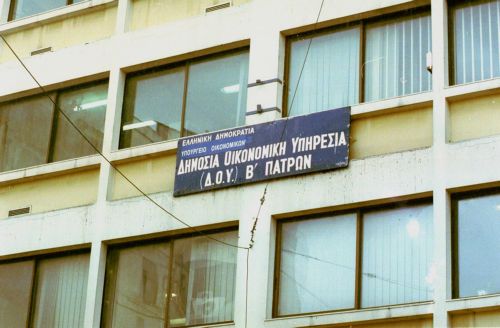 ΕΛΛΗΝΙΚΗ ΔΗΜΟΚΡΑΤΙΑ
ΥΠΟΥΡΓΕΙΟ ΟΙΚΟΝΟΜΙΚΩΝ
ΔΗΜΟΣΙΑ ΟΙΚΟΝΟΜΙΚΗ ΥΠΗΡΕΣΙΑ
(Δ.Ο.Υ.) Β΄ ΠΑΤΡΩΝ